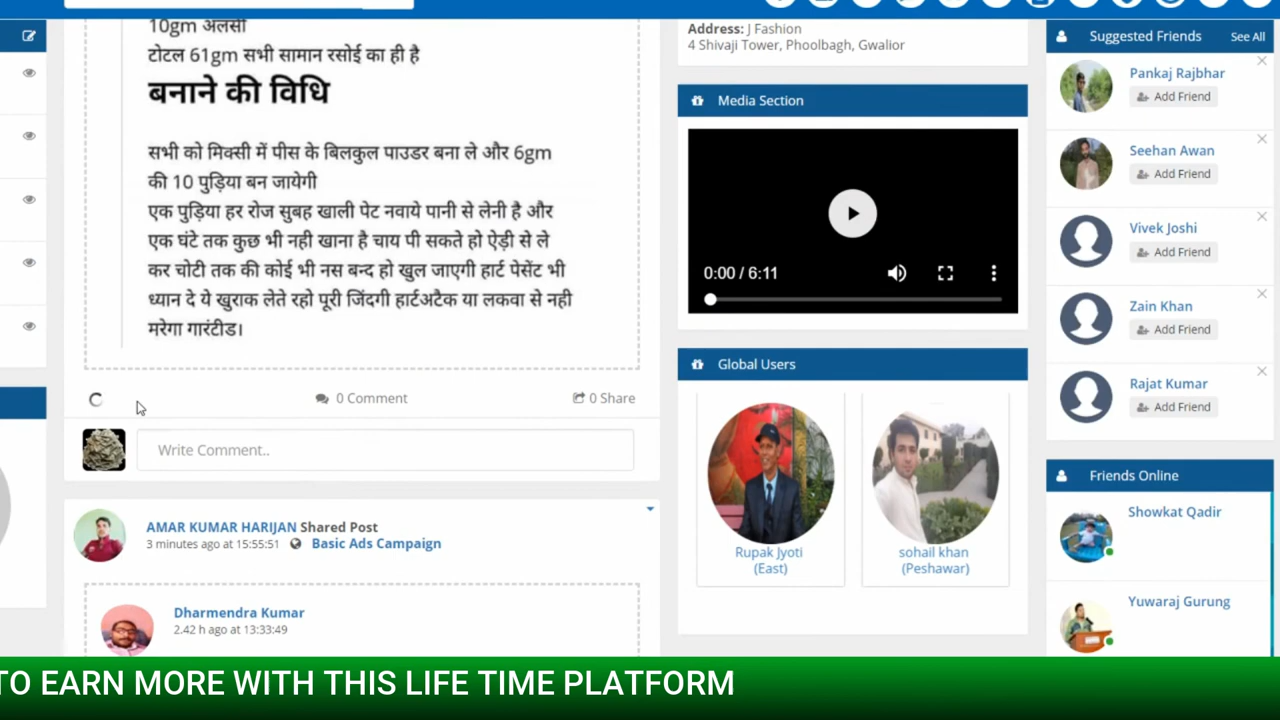 10gm अलसी
टोटल 61gm सभी सामान रसोई का ही है
बनाने की विधि
सभी को मिक्सी में पीस के बिलकुल पाउडर बना ले और 6gm
की 10 पुड़िया बन जायेगी
एक पुड़िया हर रोज सुबह खाली पेट नवाये पानी से लेनी है और
एक घंटे तक कुछ भी नही खाना है चाय पी सकते हो ऐड़ी से ले
कर चोटी तक की कोई भी नस बन्द हो खुल जाएगी हार्ट पेसेंट भी
ध्यान दे ये खुराक लेते रहो पूरी जिंदगी हार्टअटैक या लकवा से नही
मरेगा गारंटीड।
0 Comment
0 Share
Write Comment..
AMAR KUMAR HARIJAN Shared Post
3 minutes ago at 15:55:51 Basic Ads Campaign
Dharmendra Kumar
2.42 h ago at 13:33:49
Address: J Fashion
4 Shivaji Tower, Phoolbagh, Gwalior
Media Section
0:00 / 6:11
Global Users
Rupak Jyoti
(East)
sohail khan
(Peshawar)
Suggested Friends See All
Pankaj Rajbhar
Add Friend
Seehan Awan
Add Friend
Vivek Joshi
Add Friend
Zain Khan
Add Friend
Rajat Kumar
Add Friend
Friends Online
Showkat Qadir
Yuwaraj Gurung
TO EARN MORE WITH THIS LIFE TIME PLATFORM